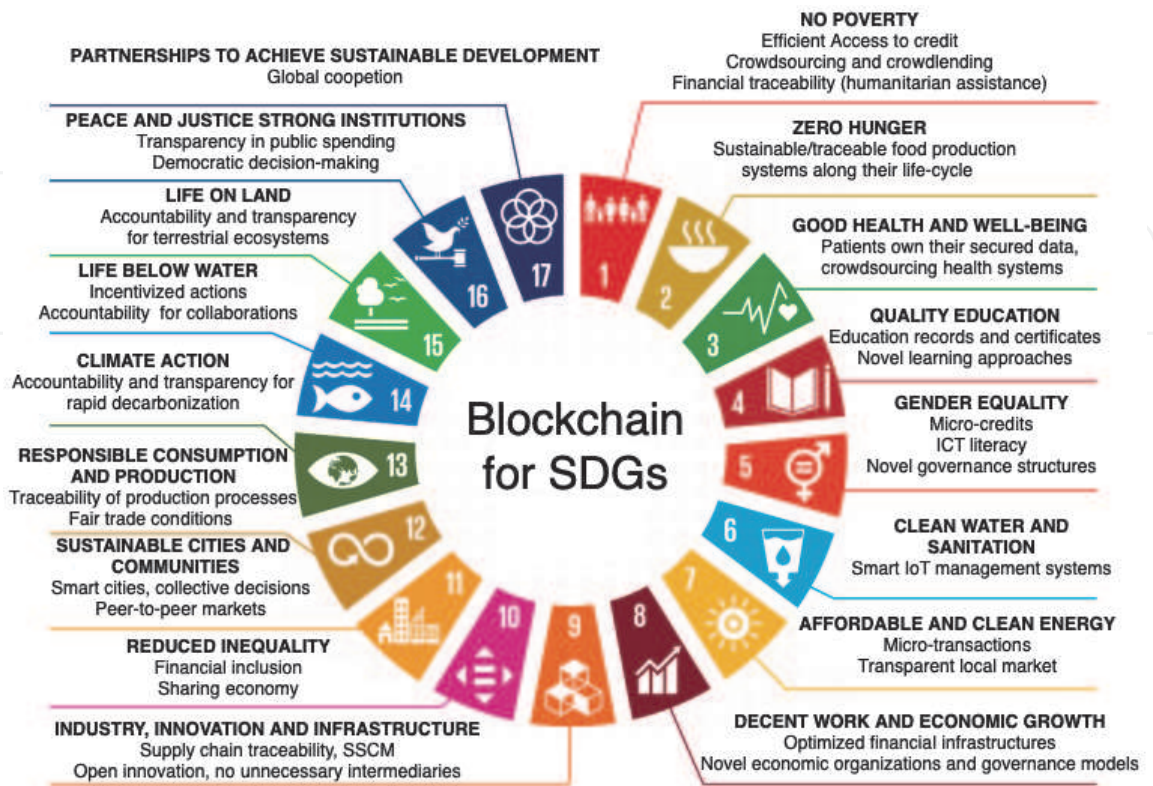 NO POVERTY
Efficient Access to credit
Crowdsourcing and crowdlending
Financial traceability (humanitarian assistance)
ZERO HUNGER
Sustainable/traceable food production
systems along their life-cycle
GOOD HEALTH AND WELL-BEING
Patients own their secured data,
crowdsourcing health systems
QUALITY EDUCATION
Education records and certificates
Novel learning approaches
GENDER EQUALITY
Micro-credits
ICT literacy
Novel governance structures
CLEAN WATER AND
SANITATION
Smart IoT management systems
AFFORDABLE AND CLEAN ENERGY
Micro-transactions
Transparent local market
DECENT WORK AND ECONOMIC GROWTH
Optimized financial infrastructures
Novel economic organizations and governance models
INDUSTRY, INNOVATION AND INFRASTRUCTURE
Supply chain traceability, SSCM
Open innovation, no unnecessary intermediaries
REDUCED INEQUALITY
Financial inclusion
Sharing economy
SUSTAINABLE CITIES AND
COMMUNITIES
Smart cities, collective decisions
Peer-to-peer markets
RESPONSIBLE CONSUMPTION
AND PRODUCTION
Traceability of production processes
Fair trade conditions
CLIMATE ACTION
Accountability and transparency for
rapid decarbonization
LIFE BELOW WATER
Incentivized actions
Accountability for collaborations
LIFE ON LAND
Accountability and transparency
for terrestrial ecosystems
PEACE AND JUSTICE STRONG INSTITUTIONS
Transparency in public spending
Democratic decision-making
PARTNERSHIPS TO ACHIEVE SUSTAINABLE DEVELOPMENT
Global coopetion
1
2
3
4
5
6
7
8
9
10
11
12
13
14
15
16
17
Blockchain
for SDGs